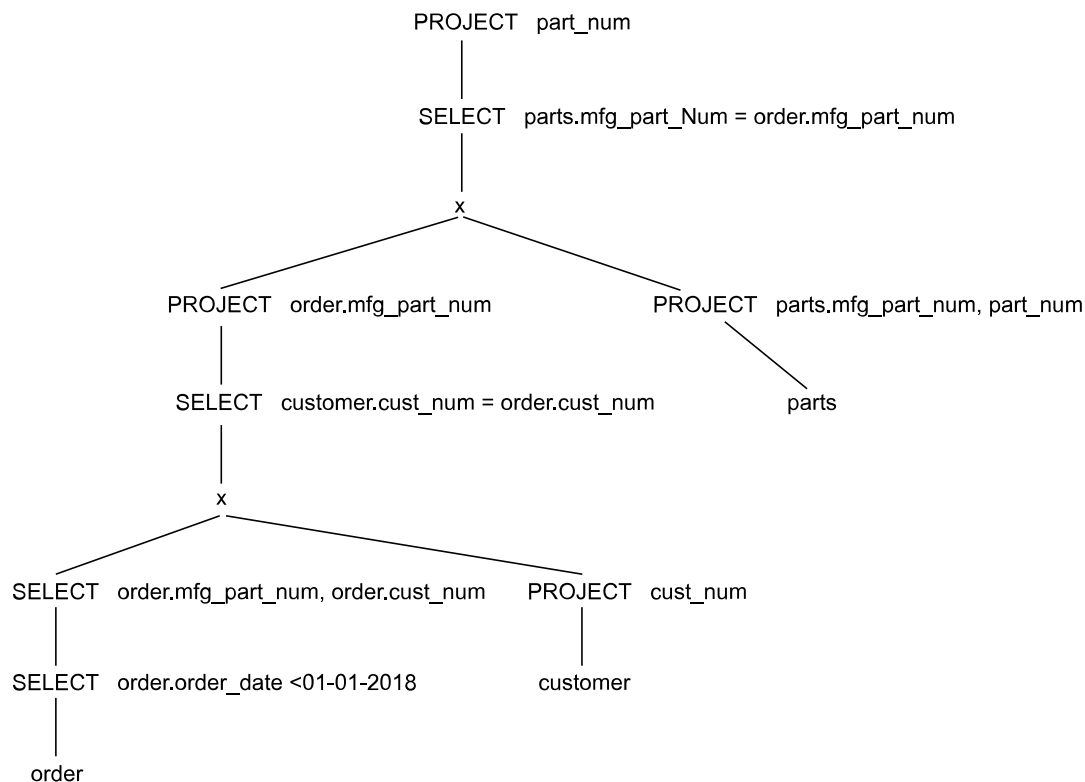 PROJECT part_num
SELECT parts.mfg_part_Num = order.mfg_part_num
x
PROJECT order.mfg_part_num PROJECT parts.mfg_part_num, part_num
SELECT customer.cust_num = order.cust_num parts
x
SELECT order.mfg_part_num, order.cust_num PROJECT cust_num
SELECT order.order_date <01-01-2018 customer
order